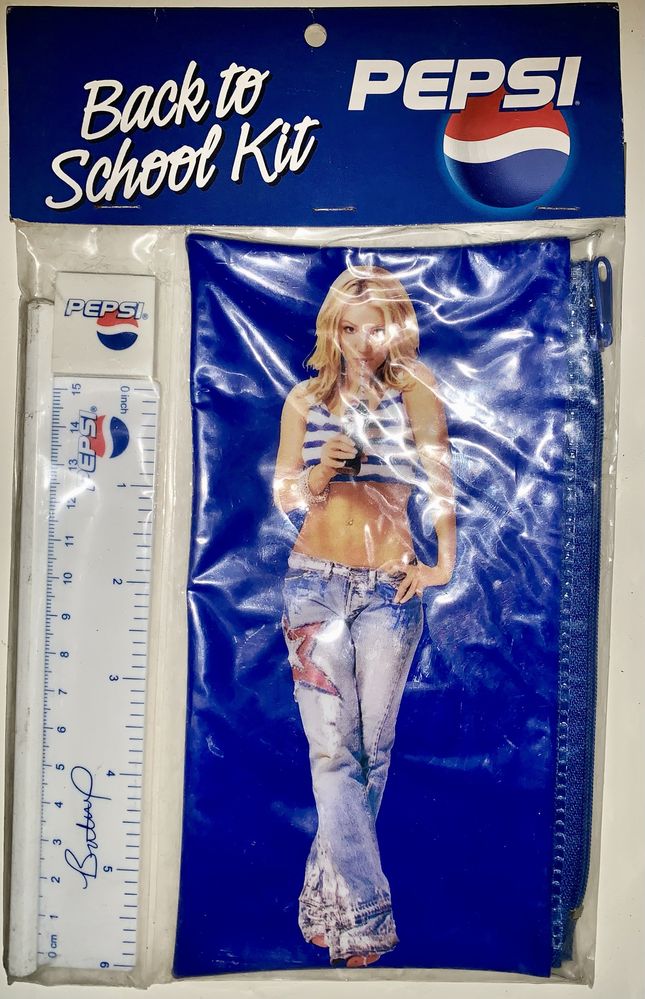 Back to
School Kit
PEPSI
PEPSI
PEPSI
0 inch 1 2 3 4 5 6
15 14 13 12 11 10 9 8 7 6 5 4 3 2 1 0 cm
Britney